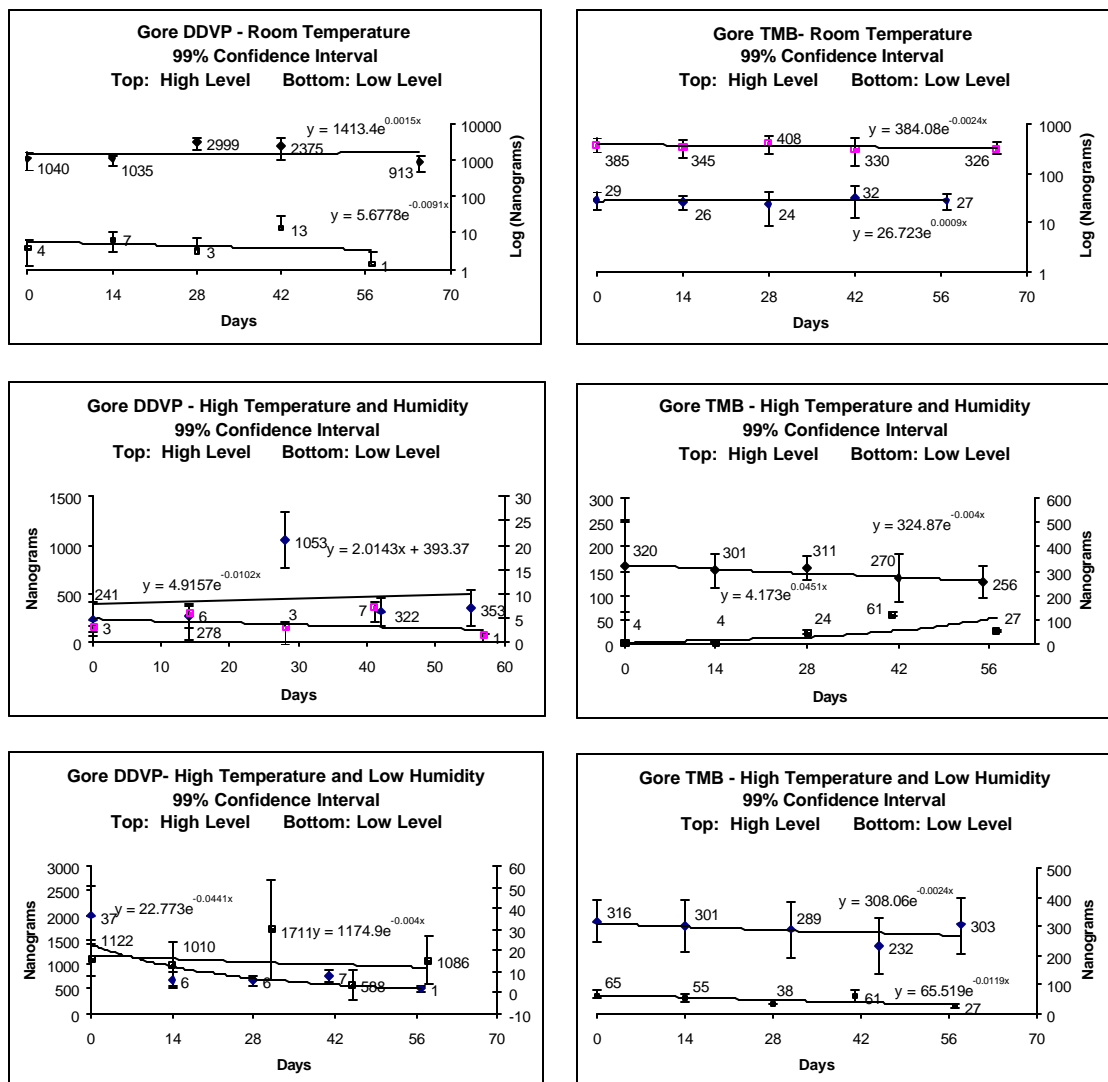 Gore DDVP - Room Temperature
99% Confidence Interval
Top: High Level Bottom: Low Level
y = 1413.4e^0.0015x
1040 1035 2999 2375 913
y = 5.6778e^-0.0091x
4 7 3 13 1
10000
1000
100
10
1
Log (Nanograms)
0 14 28 42 56 70
Days
Gore TMB- Room Temperature
99% Confidence Interval
Top: High Level Bottom: Low Level
y = 384.08e^-0.0024x
385 345 408 330 326
29 26 24 32 27
y = 26.723e^0.0009x
1000
100
10
1
Log (Nanograms)
0 14 28 42 56 70
Days
Gore DDVP - High Temperature and Humidity
99% Confidence Interval
Top: High Level Bottom: Low Level
1500
1000
500
0
Nanograms
30
25
20
15
10
5
0
1053 y = 2.0143x + 393.37
y = 4.9157e^-0.0102x
241 278 322 353
3 6 3 7 1
0 10 20 30 40 50 60
Days
Gore TMB - High Temperature and Humidity
99% Confidence Interval
Top: High Level Bottom: Low Level
300
250
200
150
100
50
0
600
500
400
300
200
100
0
Nanograms
y = 324.87e^-0.004x
320 301 311 270 256
y = 4.173e^0.0451x
4 4 24 61 27
0 14 28 42 56
Days
Gore DDVP- High Temperature and Low Humidity
99% Confidence Interval
Top: High Level Bottom: Low Level
3000
2500
2000
1500
1000
500
0
Nanograms
60
50
40
30
20
10
0
-10
37 y = 22.773e^-0.0441x
1711 y = 1174.9e^-0.004x
1122 1010 588 1086
6 6 7 1
0 14 28 42 56 70
Days
Gore TMB - High Temperature and Low Humidity
99% Confidence Interval
Top: High Level Bottom: Low Level
500
400
300
200
100
0
Nanograms
y = 308.06e^-0.0024x
316 301 289 232 303
65 55 38 61 27
y = 65.519e^-0.0119x
0 14 28 42 56 70
Days